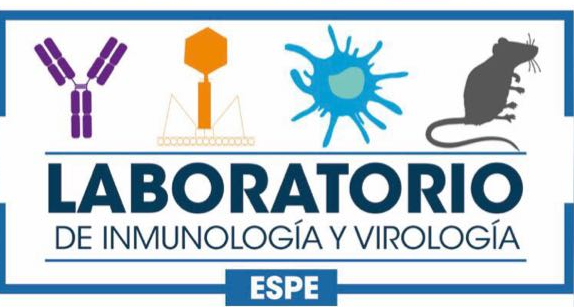 LABORATORIO
DE INMUNOLOGÍA Y VIROLOGÍA
ESPE